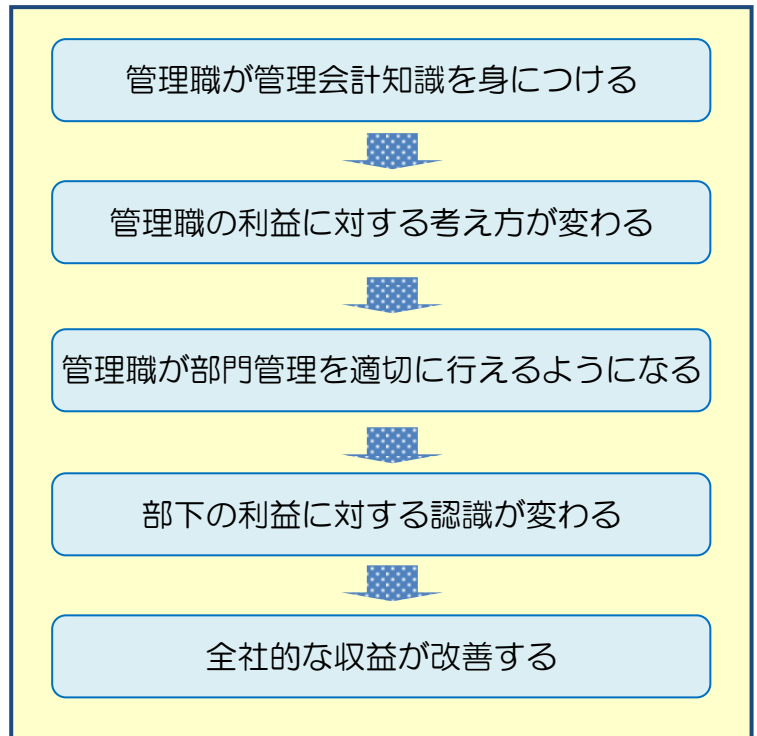 管理職が管理会計知識を身につける
管理職の利益に対する考え方が変わる
管理職が部門管理を適切に行えるようになる
部下の利益に対する認識が変わる
全社的な収益が改善する